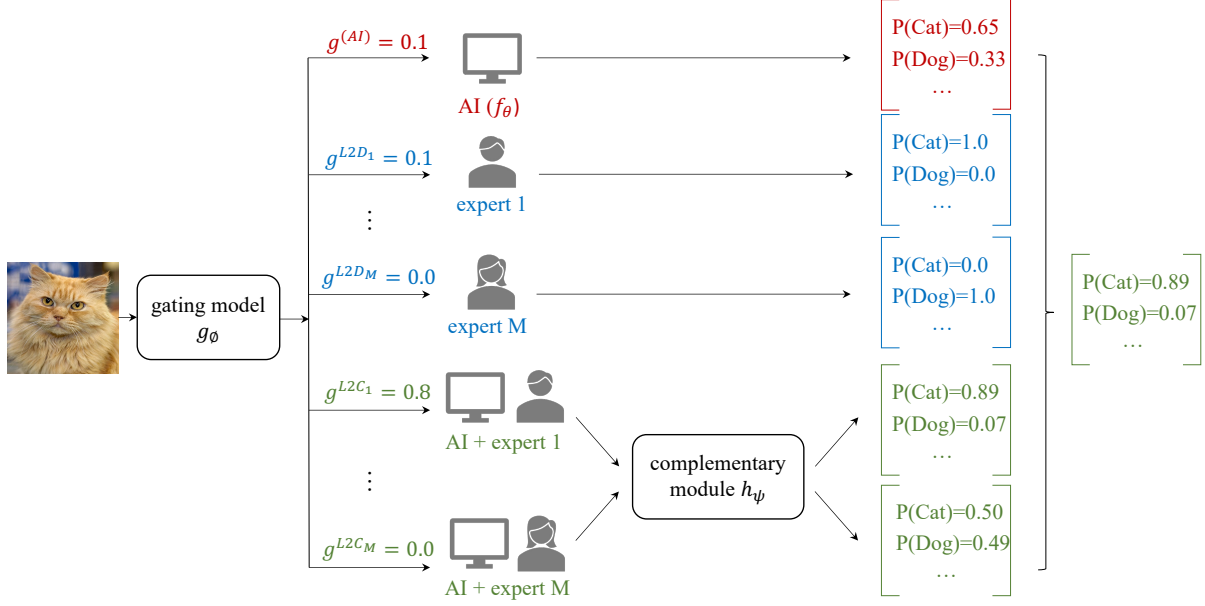 g^{(AI)} = 0.1
AI (f_θ)
P(Cat)=0.65
P(Dog)=0.33
…
g^{L2D_1} = 0.1
expert 1
⋮
P(Cat)=1.0
P(Dog)=0.0
…
g^{L2D_M} = 0.0
expert M
P(Cat)=0.0
P(Dog)=1.0
…
gating model
g_∅
g^{L2C_1} = 0.8
AI + expert 1
⋮
P(Cat)=0.89
P(Dog)=0.07
…
complementary
module h_ψ
g^{L2C_M} = 0.0
AI + expert M
P(Cat)=0.50
P(Dog)=0.49
…
P(Cat)=0.89
P(Dog)=0.07
…